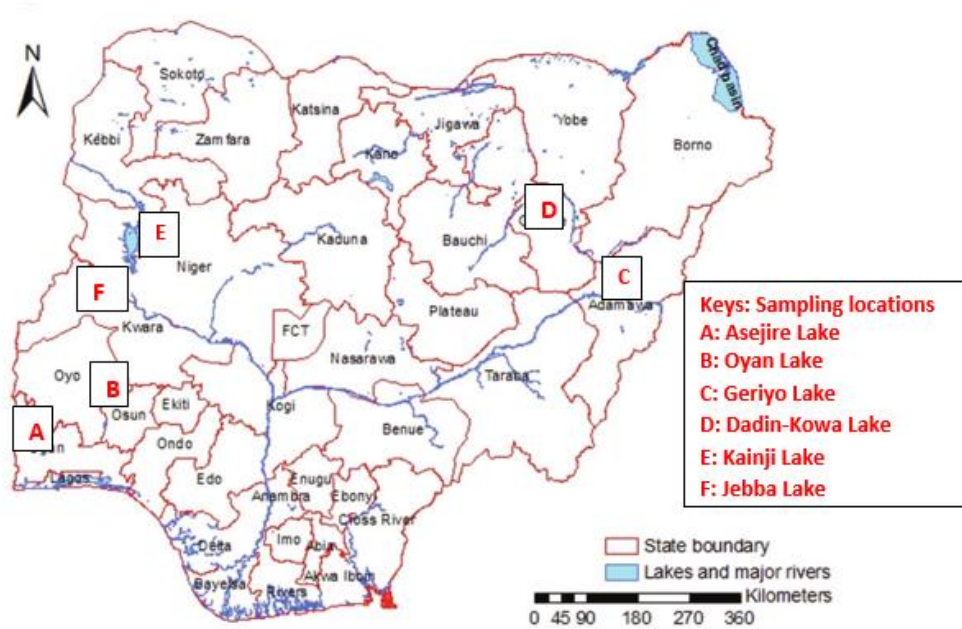 N
Sokoto
Kebbi
Zamfara
Katsina
Kano
Jigawa
Yobe
Borno
Chad basin
E
Niger
Kaduna
Bauchi
D
C
Adamawa
F
Kwara
FCT
Plateau
Nasarawa
Taraba
Oyo
B
Osun
Ekiti
Kogi
Benue
A
Ondo
Lagos
Edo
Enugu
Anambra
Ebonyi
Cross River
Delta
Imo
Abia
Bayelsa
Rivers
Akwa Ibom
Keys: Sampling locations
A: Asejire Lake
B: Oyan Lake
C: Geriyo Lake
D: Dadin-Kowa Lake
E: Kainji Lake
F: Jebba Lake
State boundary
Lakes and major rivers
Kilometers
0 45 90 180 270 360